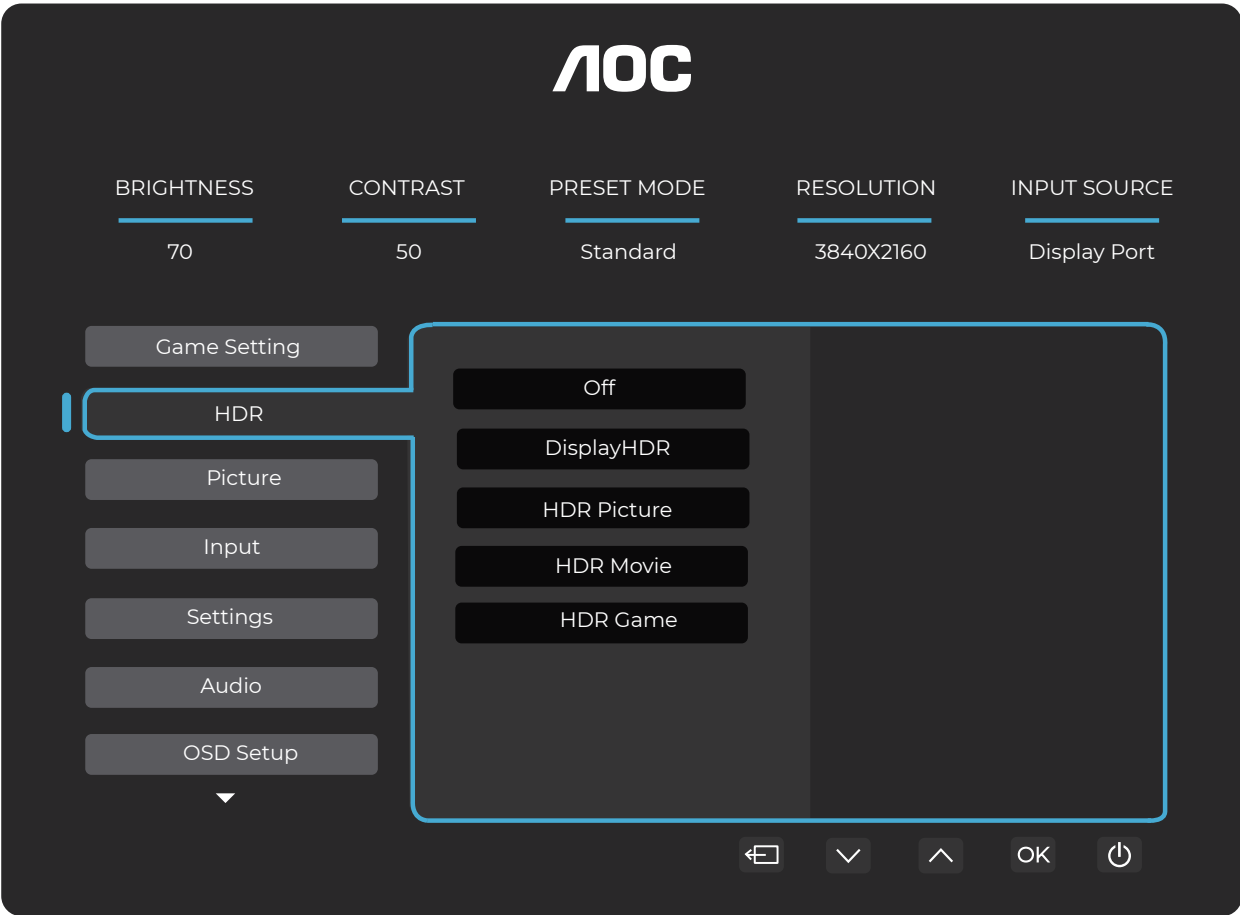 AOC
BRIGHTNESS CONTRAST PRESET MODE RESOLUTION INPUT SOURCE
70 50 Standard 3840X2160 Display Port
Game Setting
Off
HDR
DisplayHDR
Picture
HDR Picture
Input
HDR Movie
Settings
HDR Game
Audio
OSD Setup
OK